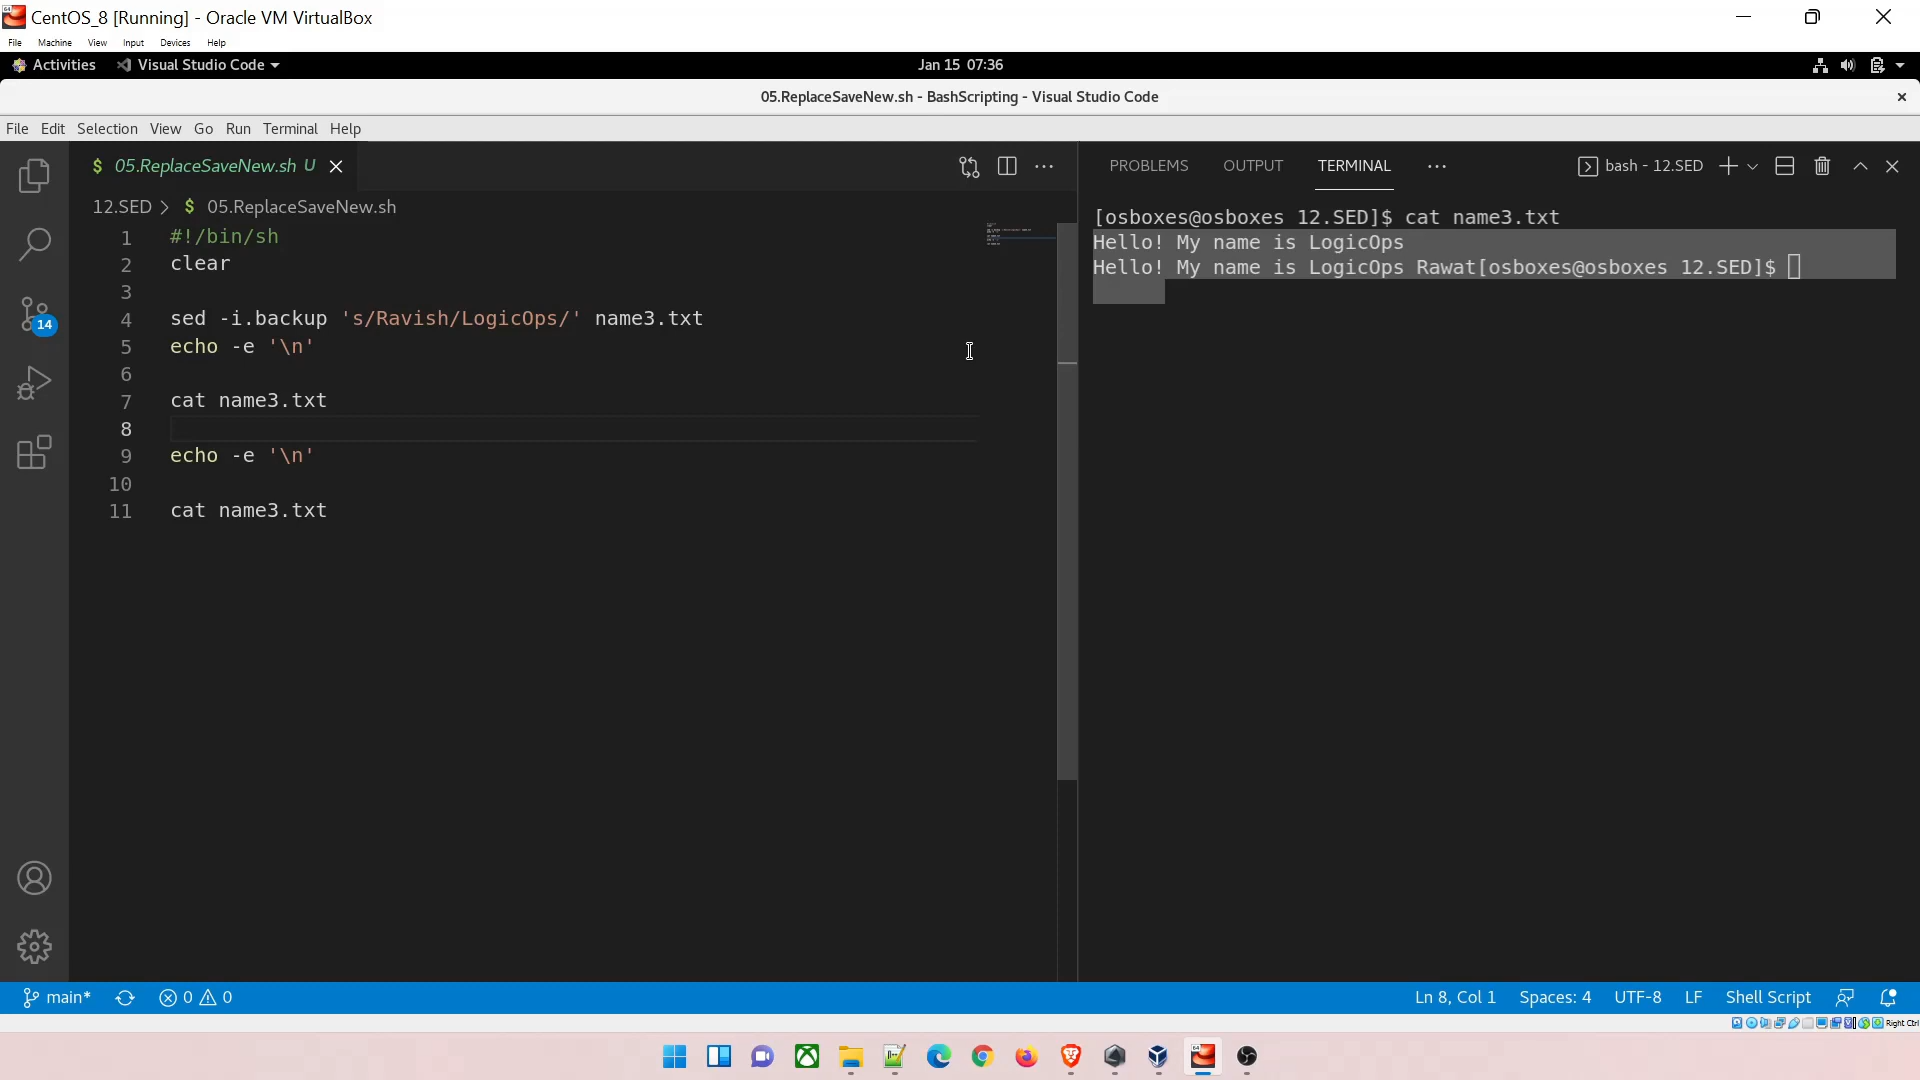 CentOS_8 [Running] - Oracle VM VirtualBox
File Machine View Input Devices Help
Activities Visual Studio Code Jan 15 07:36
05.ReplaceSaveNew.sh - BashScripting - Visual Studio Code
File Edit Selection View Go Run Terminal Help
$ 05.ReplaceSaveNew.sh U
12.SED > $ 05.ReplaceSaveNew.sh
1 #!/bin/sh
2 clear
3
4 sed -i.backup 's/Ravish/LogicOps/' name3.txt
5 echo -e '\n'
6
7 cat name3.txt
8
9 echo -e '\n'
10
11 cat name3.txt
14
PROBLEMS OUTPUT TERMINAL ··· bash - 12.SED
[osboxes@osboxes 12.SED]$ cat name3.txt
Hello! My name is LogicOps
Hello! My name is LogicOps Rawat[osboxes@osboxes 12.SED]$
main* 0 0 Ln 8, Col 1 Spaces: 4 UTF-8 LF Shell Script
Right Ctrl